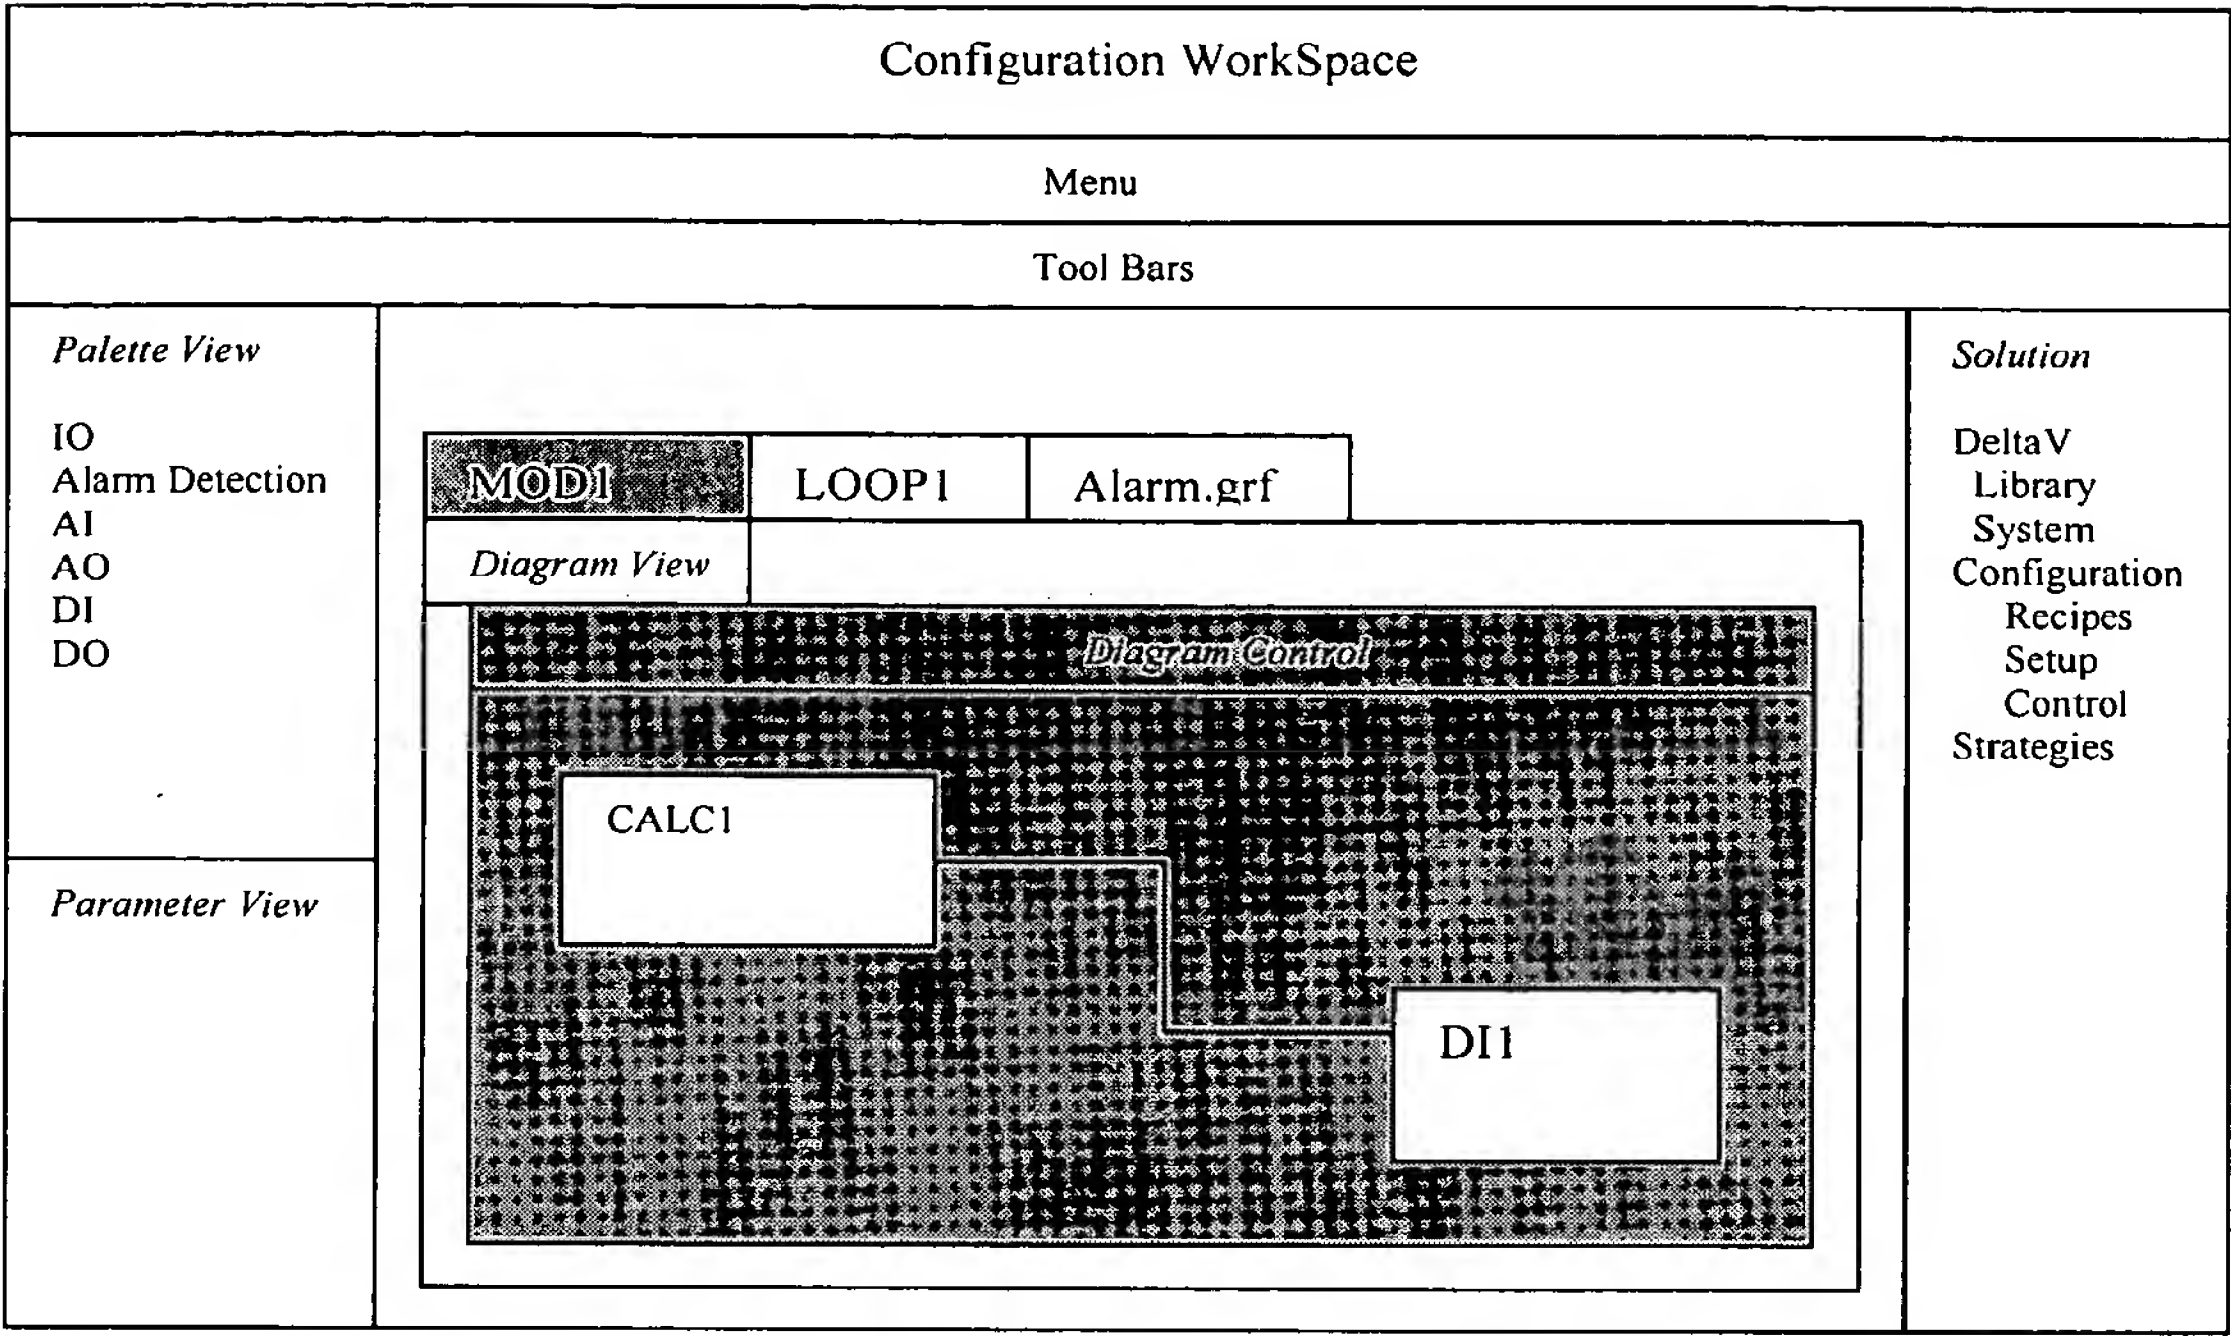 Configuration WorkSpace
Menu
Tool Bars
Palette View
IO
Alarm Detection
AI
AO
DI
DO
Parameter View
MOD1
LOOP1
Alarm.grf
Diagram View
Diagram Control
CALC1
DI1
Solution
DeltaV
Library
System
Configuration
Recipes
Setup
Control
Strategies